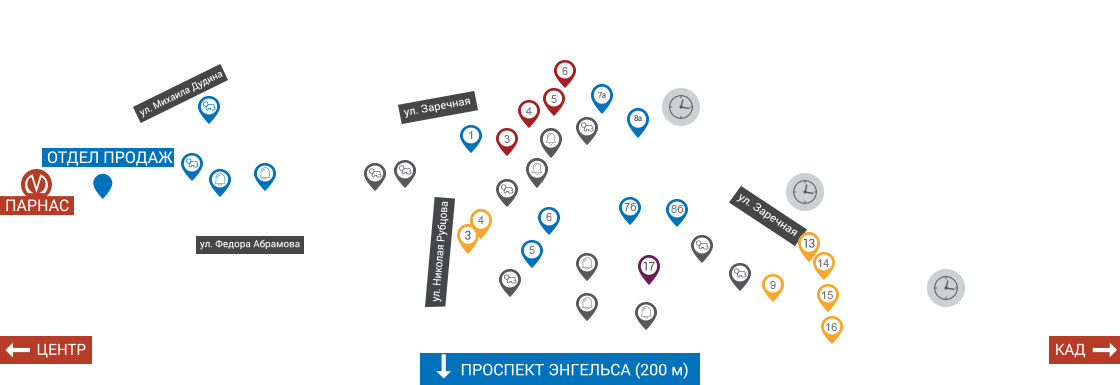 6
ул. Михаила Дудина
7а
5
ул. Заречная
4
8а
1
3
ОТДЕЛ ПРОДАЖ
ПАРНАС
ул. Николая Рубцова
ул. Заречная
7б
8б
6
4
3
ул. Федора Абрамова
13
5
14
17
9
15
16
ЦЕНТР
КАД
ПРОСПЕКТ ЭНГЕЛЬСА (200 м)